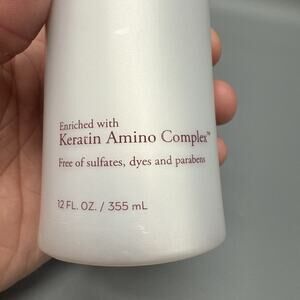 Enriched with
Keratin Amino Complex™
Free of sulfates, dyes and parabens
12 FL. OZ. / 355 mL